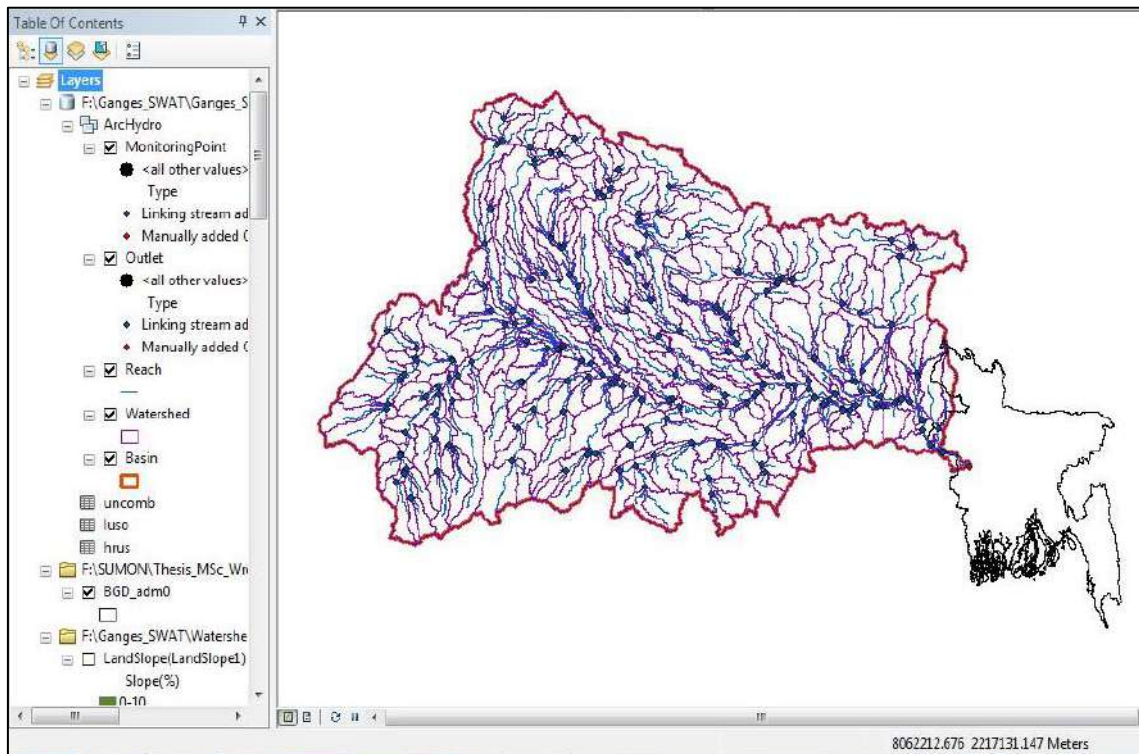 Table Of Contents
Layers
F:\Ganges_SWAT\Ganges_S
ArcHydro
MonitoringPoint
<all other values>
Type
Linking stream ad
Manually added O
Outlet
<all other values>
Type
Linking stream ad
Manually added O
Reach
Watershed
Basin
uncomb
luso
hrus
F:\SUMON\Thesis_MSc_Wr
BGD_adm0
F:\Ganges_SWAT\Watershe
LandSlope(LandSlope1)
Slope(%)
0-10
8062212.676 2217131.147 Meters